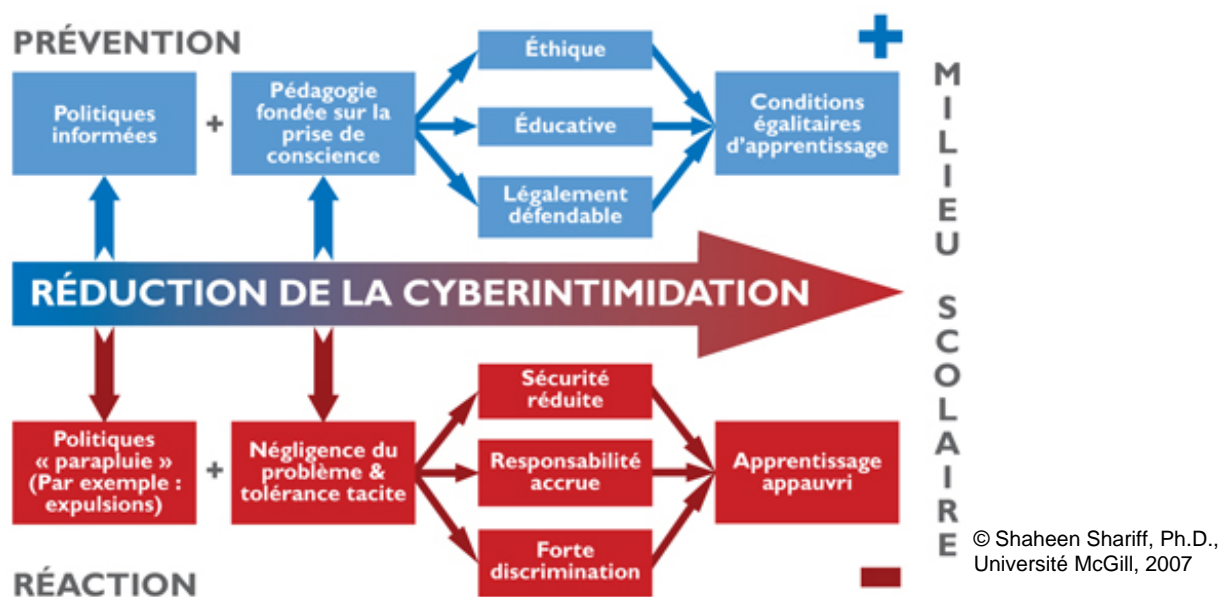 PRÉVENTION
Politiques
informées
+
Pédagogie
fondée sur la
prise de
conscience
Éthique
Éducative
Légalement
défendable
Conditions
égalitaires
d'apprentissage
RÉDUCTION DE LA CYBERINTIMIDATION
Politiques
« parapluie »
(Par exemple :
expulsions)
+
Négligence du
problème &
tolérance tacite
Sécurité
réduite
Responsabilité
accrue
Forte
discrimination
Apprentissage
appauvri
RÉACTION
MILIEU SCOLAIRE
© Shaheen Shariff, Ph.D.,
Université McGill, 2007